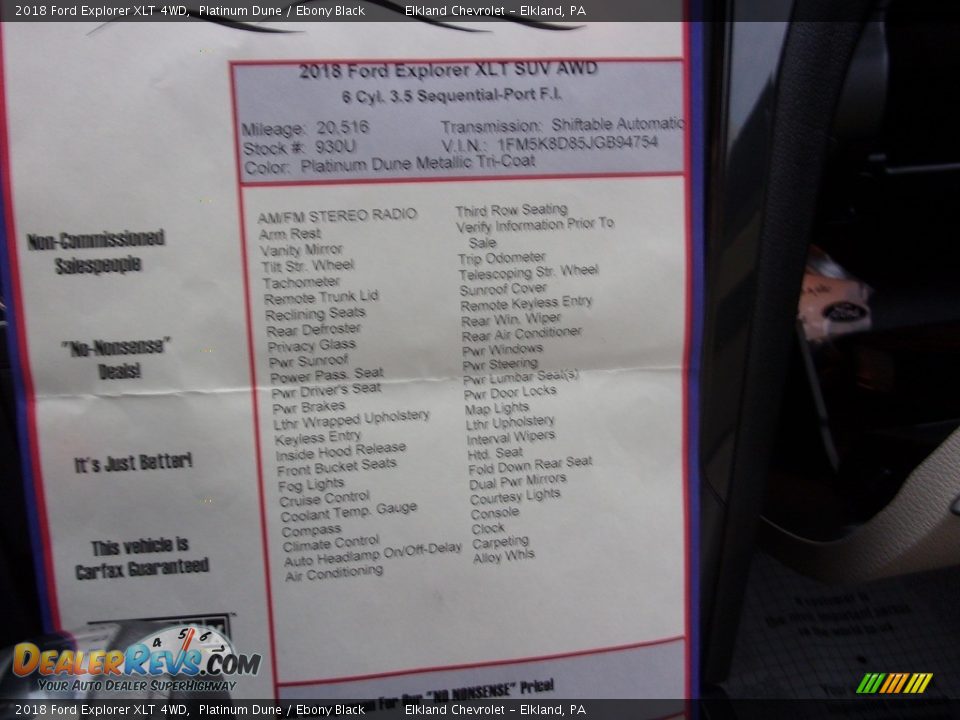 2018 Ford Explorer XLT 4WD, Platinum Dune / Ebony Black Elkland Chevrolet - Elkland, PA
2018 Ford Explorer XLT SUV AWD
6 Cyl. 3.5 Sequential-Port F.I.
Mileage: 20,516 Transmission: Shiftable Automatic
Stock #: 930U V.I.N.: 1FM5K8D85JGB94754
Color: Platinum Dune Metallic Tri-Coat
Non-Commissioned
Salespeople
"No-Nonsense"
Deals!
It's Just Better!
This vehicle is
Carfax Guaranteed
AM/FM STEREO RADIO
Arm Rest
Vanity Mirror
Tilt Str. Wheel
Tachometer
Remote Trunk Lid
Reclining Seats
Rear Defroster
Privacy Glass
Pwr Sunroof
Power Pass. Seat
Pwr Driver's Seat
Pwr Brakes
Lthr Wrapped Upholstery
Keyless Entry
Inside Hood Release
Front Bucket Seats
Fog Lights
Cruise Control
Coolant Temp. Gauge
Compass
Climate Control
Auto Headlamp On/Off-Delay
Air Conditioning
Third Row Seating
Verify Information Prior To
Sale
Trip Odometer
Telescoping Str. Wheel
Sunroof Cover
Remote Keyless Entry
Rear Win. Wiper
Rear Air Conditioner
Pwr Windows
Pwr Steering
Pwr Lumbar Seat(s)
Pwr Door Locks
Map Lights
Lthr Upholstery
Interval Wipers
Htd. Seat
Fold Down Rear Seat
Dual Pwr Mirrors
Courtesy Lights
Console
Clock
Carpeting
Alloy Whls
For Our "NO NONSENSE" Price!
Ford
4 5 6
DealerRevs.com
Your Auto Dealer SuperHighway
2018 Ford Explorer XLT 4WD, Platinum Dune / Ebony Black Elkland Chevrolet - Elkland, PA